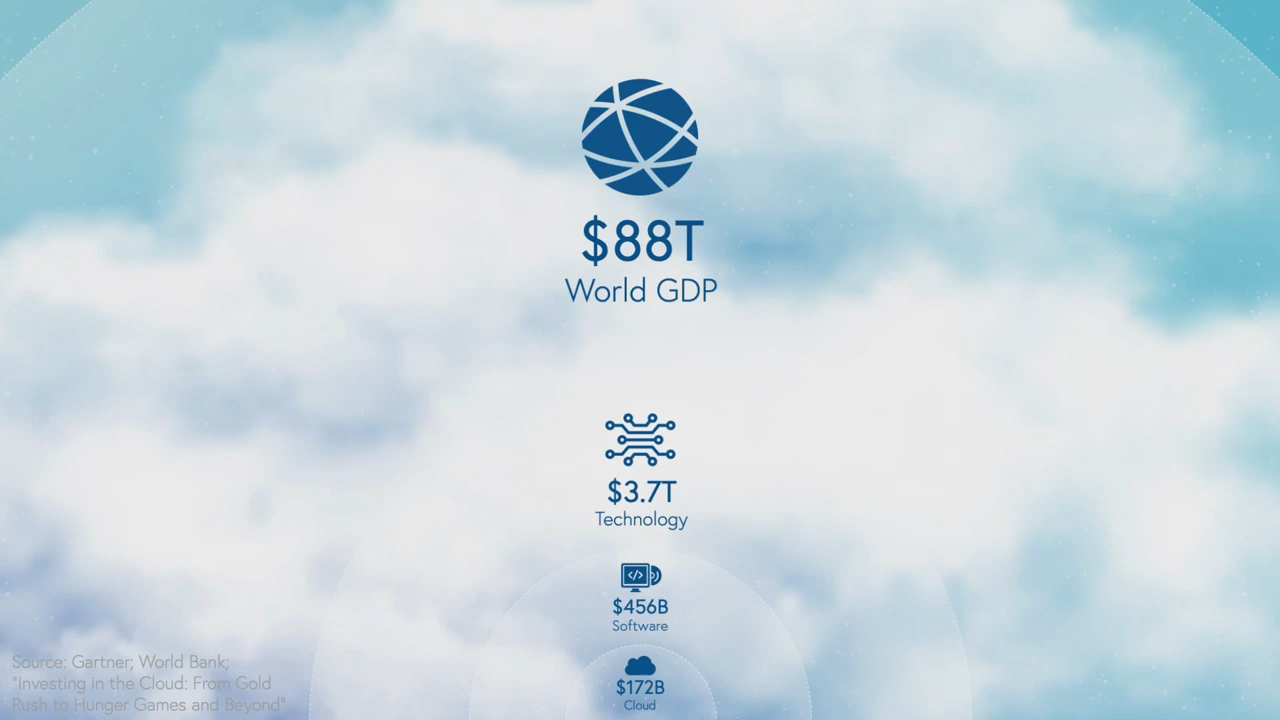 $88T
World GDP
$3.7T
Technology
</>
$456B
Software
$172B
Cloud
Source: Gartner; World Bank;
"Investing in the Cloud: From Gold
Rush to Hunger Games and Beyond"